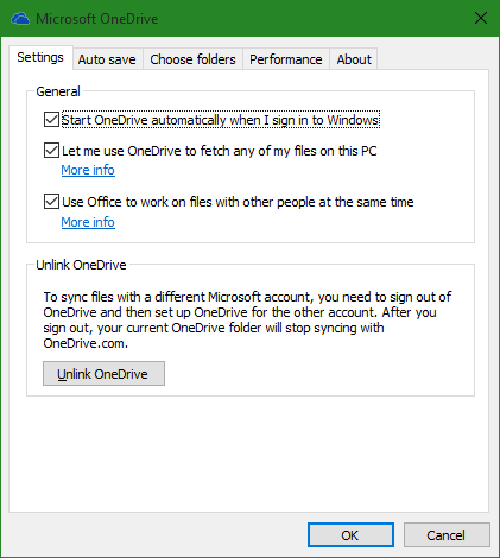 Microsoft OneDrive
Settings Auto save Choose folders Performance About
General
Start OneDrive automatically when I sign in to Windows
Let me use OneDrive to fetch any of my files on this PC
More info
Use Office to work on files with other people at the same time
More info
Unlink OneDrive
To sync files with a different Microsoft account, you need to sign out of
OneDrive and then set up OneDrive for the other account. After you
sign out, your current OneDrive folder will stop syncing with
OneDrive.com.
Unlink OneDrive
OK Cancel